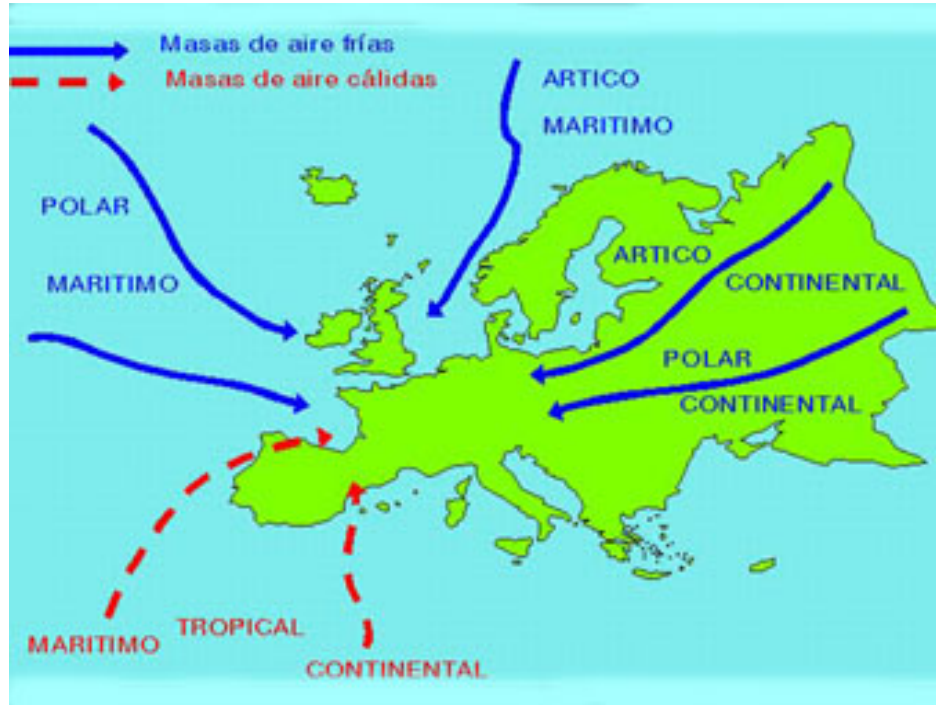 Masas de aire frías
Masas de aire cálidas
ARTICO
MARITIMO
POLAR
MARITIMO
ARTICO
CONTINENTAL
POLAR
CONTINENTAL
TROPICAL
MARITIMO
CONTINENTAL